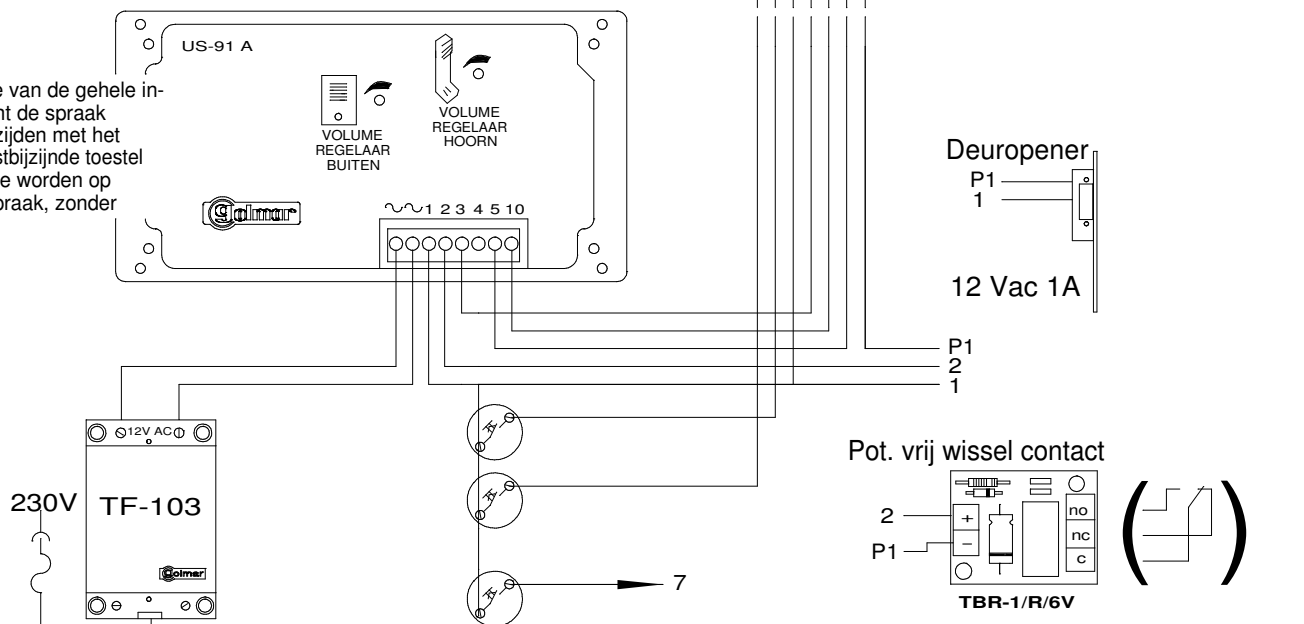 US-91 A
e van de gehele in-
nt de spraak
zijden met het
stbijzijnde toestel
e worden op
praak, zonder
VOLUME
REGELAAR
BUITEN
VOLUME
REGELAAR
HOORN
golmar
1 2 3 4 5 10
Deuropener
P1
1
12 Vac 1A
P1
2
1
12V AC
230V
TF-103
golmar
7
Pot. vrij wissel contact
2
P1
+
−
no
nc
c
TBR-1/R/6V